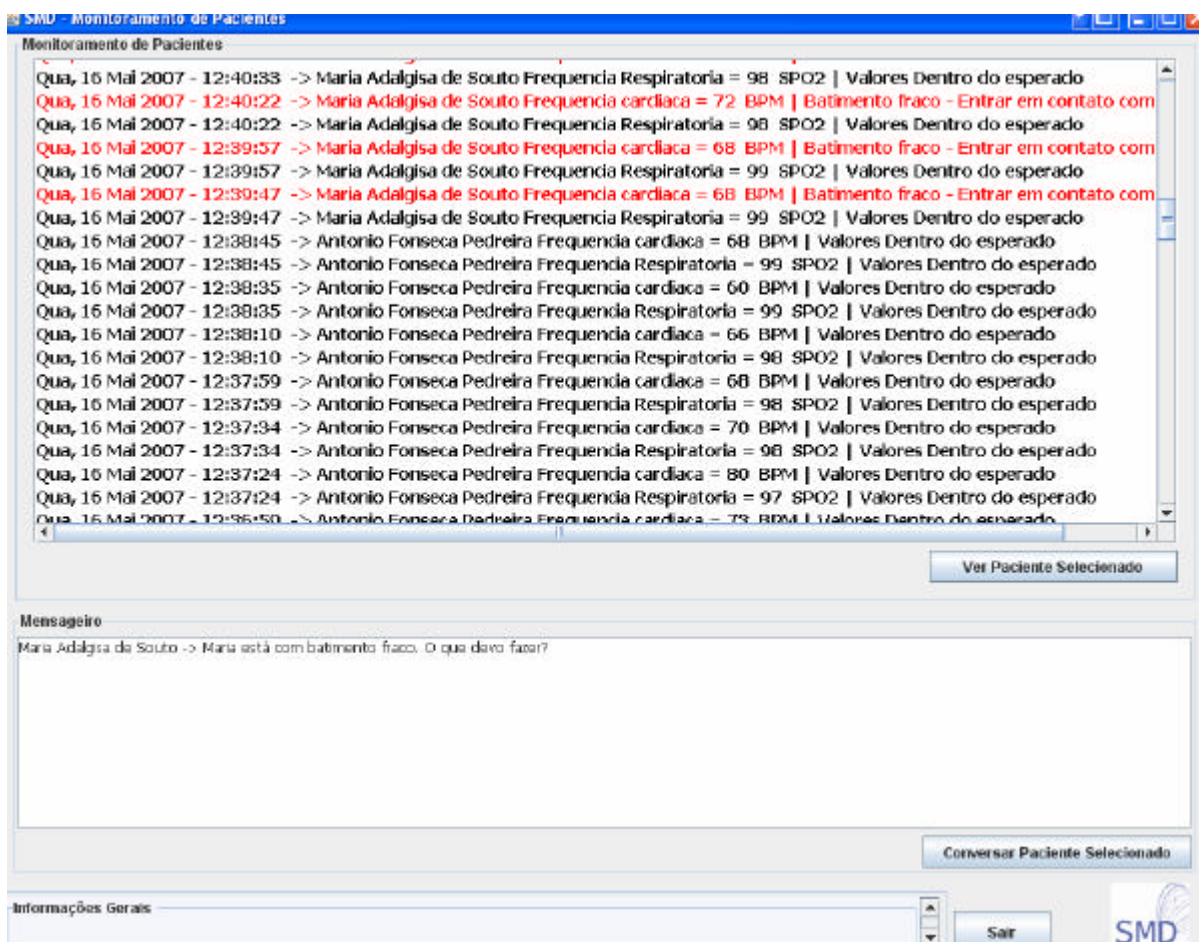 SMD - Monitoramento de Pacientes
Monitoramento de Pacientes
Qua, 16 Mai 2007 - 12:40:33 -> Maria Adalgisa de Souto Frequencia Respiratoria = 98 SPO2 | Valores Dentro do esperado
Qua, 16 Mai 2007 - 12:40:22 -> Maria Adalgisa de Souto Frequencia cardiaca = 72 BPM | Batimento fraco - Entrar em contato com
Qua, 16 Mai 2007 - 12:40:22 -> Maria Adalgisa de Souto Frequencia Respiratoria = 98 SPO2 | Valores Dentro do esperado
Qua, 16 Mai 2007 - 12:39:57 -> Maria Adalgisa de Souto Frequencia cardiaca = 68 BPM | Batimento fraco - Entrar em contato com
Qua, 16 Mai 2007 - 12:39:57 -> Maria Adalgisa de Souto Frequencia Respiratoria = 99 SPO2 | Valores Dentro do esperado
Qua, 16 Mai 2007 - 12:39:47 -> Maria Adalgisa de Souto Frequencia cardiaca = 68 BPM | Batimento fraco - Entrar em contato com
Qua, 16 Mai 2007 - 12:39:47 -> Maria Adalgisa de Souto Frequencia Respiratoria = 99 SPO2 | Valores Dentro do esperado
Qua, 16 Mai 2007 - 12:38:45 -> Antonio Fonseca Pedreira Frequencia cardiaca = 68 BPM | Valores Dentro do esperado
Qua, 16 Mai 2007 - 12:38:45 -> Antonio Fonseca Pedreira Frequencia Respiratoria = 99 SPO2 | Valores Dentro do esperado
Qua, 16 Mai 2007 - 12:38:35 -> Antonio Fonseca Pedreira Frequencia cardiaca = 60 BPM | Valores Dentro do esperado
Qua, 16 Mai 2007 - 12:38:35 -> Antonio Fonseca Pedreira Frequencia Respiratoria = 99 SPO2 | Valores Dentro do esperado
Qua, 16 Mai 2007 - 12:38:10 -> Antonio Fonseca Pedreira Frequencia cardiaca = 66 BPM | Valores Dentro do esperado
Qua, 16 Mai 2007 - 12:38:10 -> Antonio Fonseca Pedreira Frequencia Respiratoria = 98 SPO2 | Valores Dentro do esperado
Qua, 16 Mai 2007 - 12:37:59 -> Antonio Fonseca Pedreira Frequencia cardiaca = 68 BPM | Valores Dentro do esperado
Qua, 16 Mai 2007 - 12:37:59 -> Antonio Fonseca Pedreira Frequencia Respiratoria = 98 SPO2 | Valores Dentro do esperado
Qua, 16 Mai 2007 - 12:37:34 -> Antonio Fonseca Pedreira Frequencia cardiaca = 70 BPM | Valores Dentro do esperado
Qua, 16 Mai 2007 - 12:37:34 -> Antonio Fonseca Pedreira Frequencia Respiratoria = 98 SPO2 | Valores Dentro do esperado
Qua, 16 Mai 2007 - 12:37:24 -> Antonio Fonseca Pedreira Frequencia cardiaca = 80 BPM | Valores Dentro do esperado
Qua, 16 Mai 2007 - 12:37:24 -> Antonio Fonseca Pedreira Frequencia Respiratoria = 97 SPO2 | Valores Dentro do esperado
Qua, 16 Mai 2007 - 12:36:50 -> Antonio Fonseca Pedreira Frequencia cardiaca = 73 BPM | Valores Dentro do esperado
Ver Paciente Selecionado
Mensageiro
Maria Adalgisa de Souto -> Maria está com batimento fraco. O que devo fazer?
Conversar Paciente Selecionado
Informações Gerais
Sair
SMD